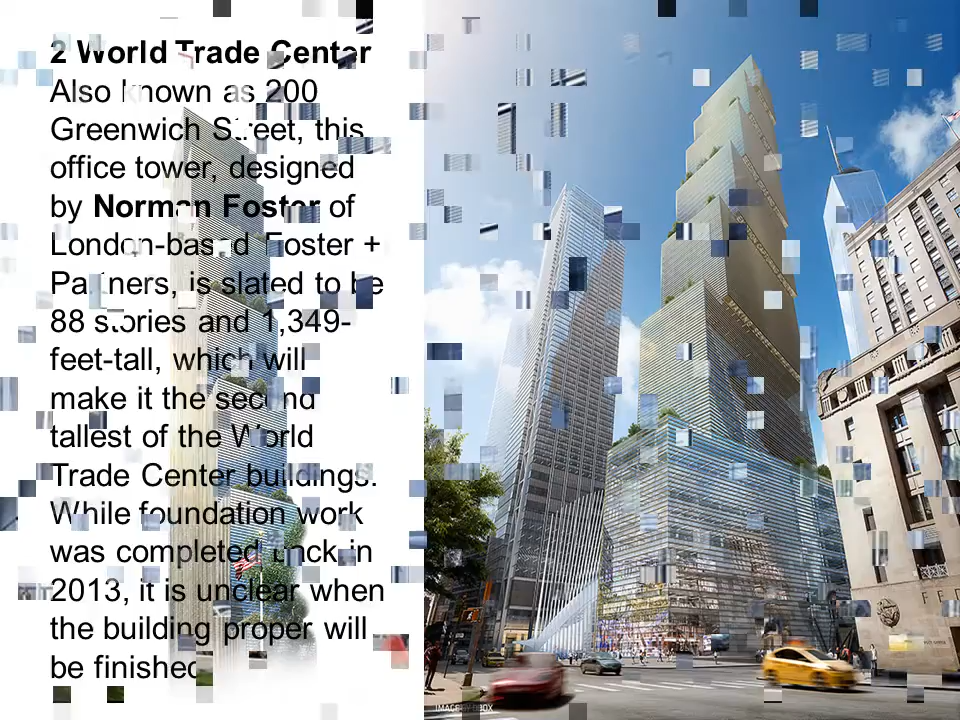 2 World Trade Center
Also known as 200
Greenwich Street, this
office tower, designed
by Norman Foster of
London-based Foster +
Partners, is slated to be
88 stories and 1,349-
feet-tall, which will
make it the second
tallest of the World
Trade Center buildings.
While foundation work
was completed back in
2013, it is unclear when
the building proper will
be finished